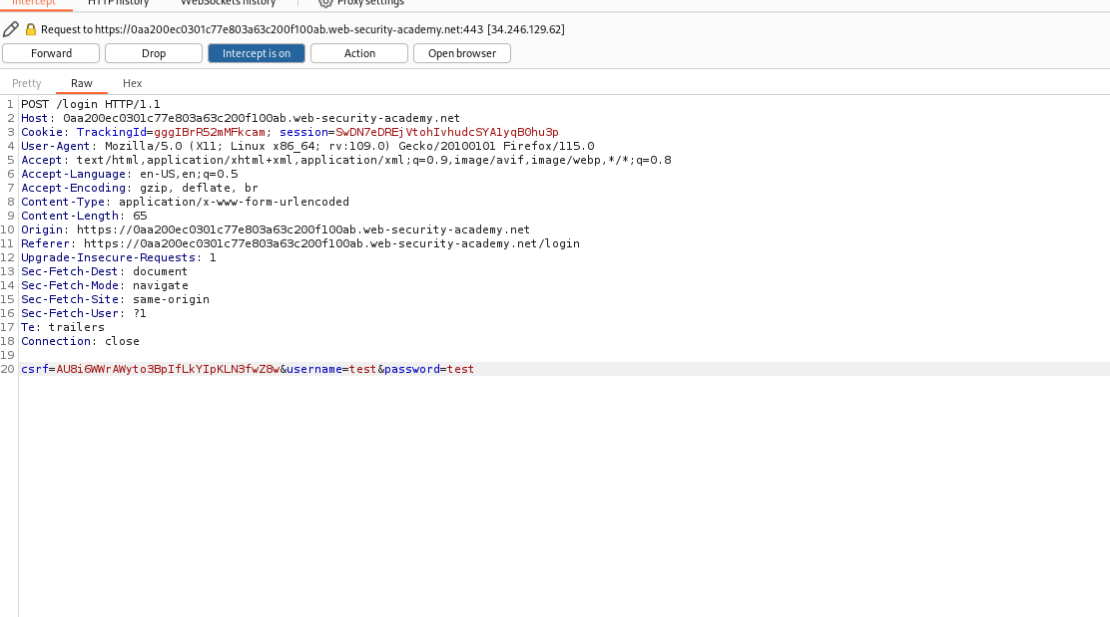 Intercept HTTP history WebSockets history Proxy settings
Request to https://0aa200ec0301c77e803a63c200f100ab.web-security-academy.net:443 [34.246.129.62]
Forward Drop Intercept is on Action Open browser
Pretty Raw Hex
1 POST /login HTTP/1.1
2 Host: 0aa200ec0301c77e803a63c200f100ab.web-security-academy.net
3 Cookie: TrackingId=gggIBrR52mMFkcam; session=SwDN7eDREjVtohIvhudcSYA1yqB0hu3p
4 User-Agent: Mozilla/5.0 (X11; Linux x86_64; rv:109.0) Gecko/20100101 Firefox/115.0
5 Accept: text/html,application/xhtml+xml,application/xml;q=0.9,image/avif,image/webp,*/*;q=0.8
6 Accept-Language: en-US,en;q=0.5
7 Accept-Encoding: gzip, deflate, br
8 Content-Type: application/x-www-form-urlencoded
9 Content-Length: 65
10 Origin: https://0aa200ec0301c77e803a63c200f100ab.web-security-academy.net
11 Referer: https://0aa200ec0301c77e803a63c200f100ab.web-security-academy.net/login
12 Upgrade-Insecure-Requests: 1
13 Sec-Fetch-Dest: document
14 Sec-Fetch-Mode: navigate
15 Sec-Fetch-Site: same-origin
16 Sec-Fetch-User: ?1
17 Te: trailers
18 Connection: close
19
20 csrf=AU8i6WWrAWyto3BpIfLkYIpKLN3fwZ8w&username=test&password=test